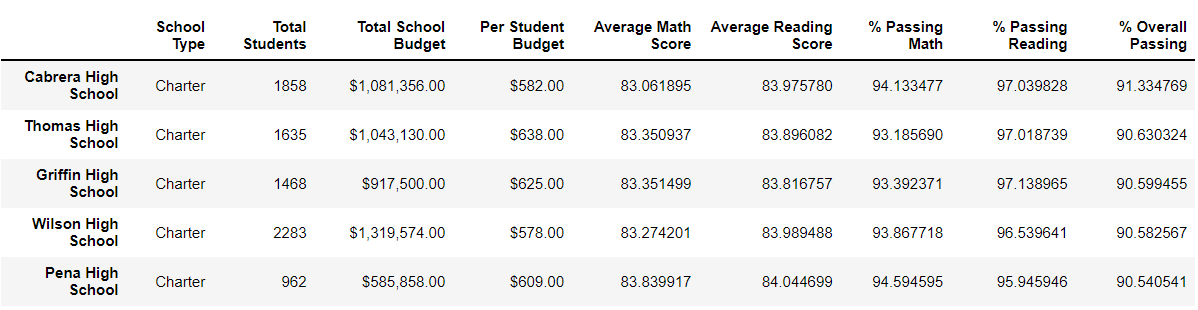 School Type Total Students Total School Budget Per Student Budget Average Math Score Average Reading Score % Passing Math % Passing Reading % Overall Passing
Cabrera High School Charter 1858 $1,081,356.00 $582.00 83.061895 83.975780 94.133477 97.039828 91.334769
Thomas High School Charter 1635 $1,043,130.00 $638.00 83.350937 83.896082 93.185690 97.018739 90.630324
Griffin High School Charter 1468 $917,500.00 $625.00 83.351499 83.816757 93.392371 97.138965 90.599455
Wilson High School Charter 2283 $1,319,574.00 $578.00 83.274201 83.989488 93.867718 96.539641 90.582567
Pena High School Charter 962 $585,858.00 $609.00 83.839917 84.044699 94.594595 95.945946 90.540541